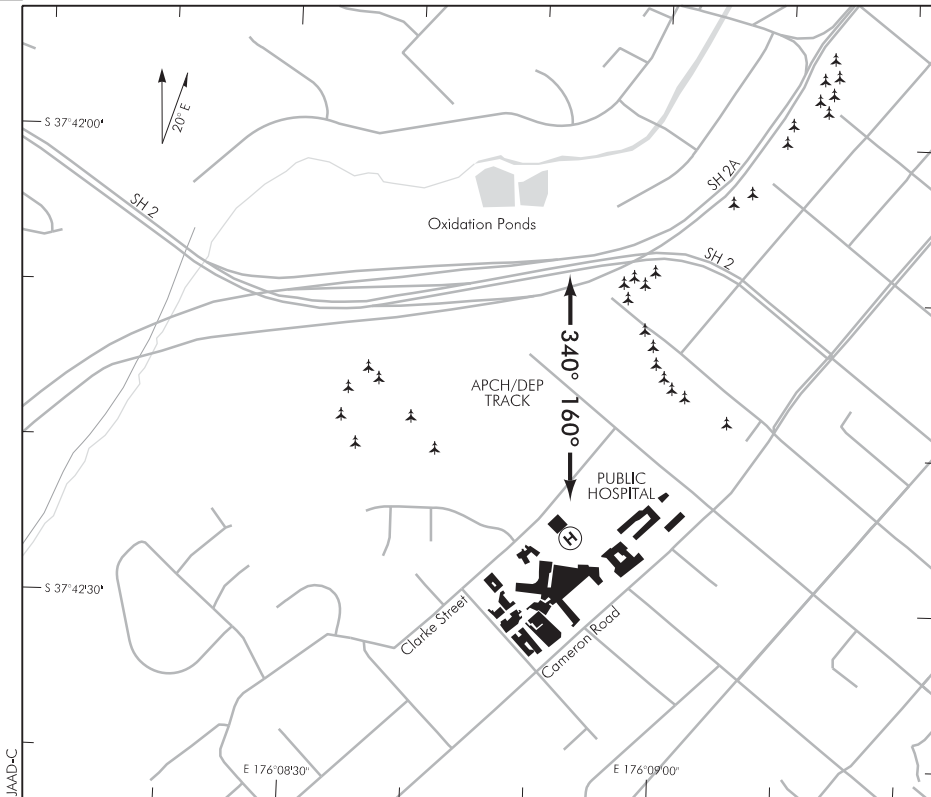 S 37°42'00"
20° E
SH 2A
SH 2
Oxidation Ponds
SH 2
340° 160°
APCH/DEP
TRACK
PUBLIC
HOSPITAL
H
S 37°42'30"
Clarke Street
Cameron Road
E 176°08'30"
E 176°09'00"
JAAD-C